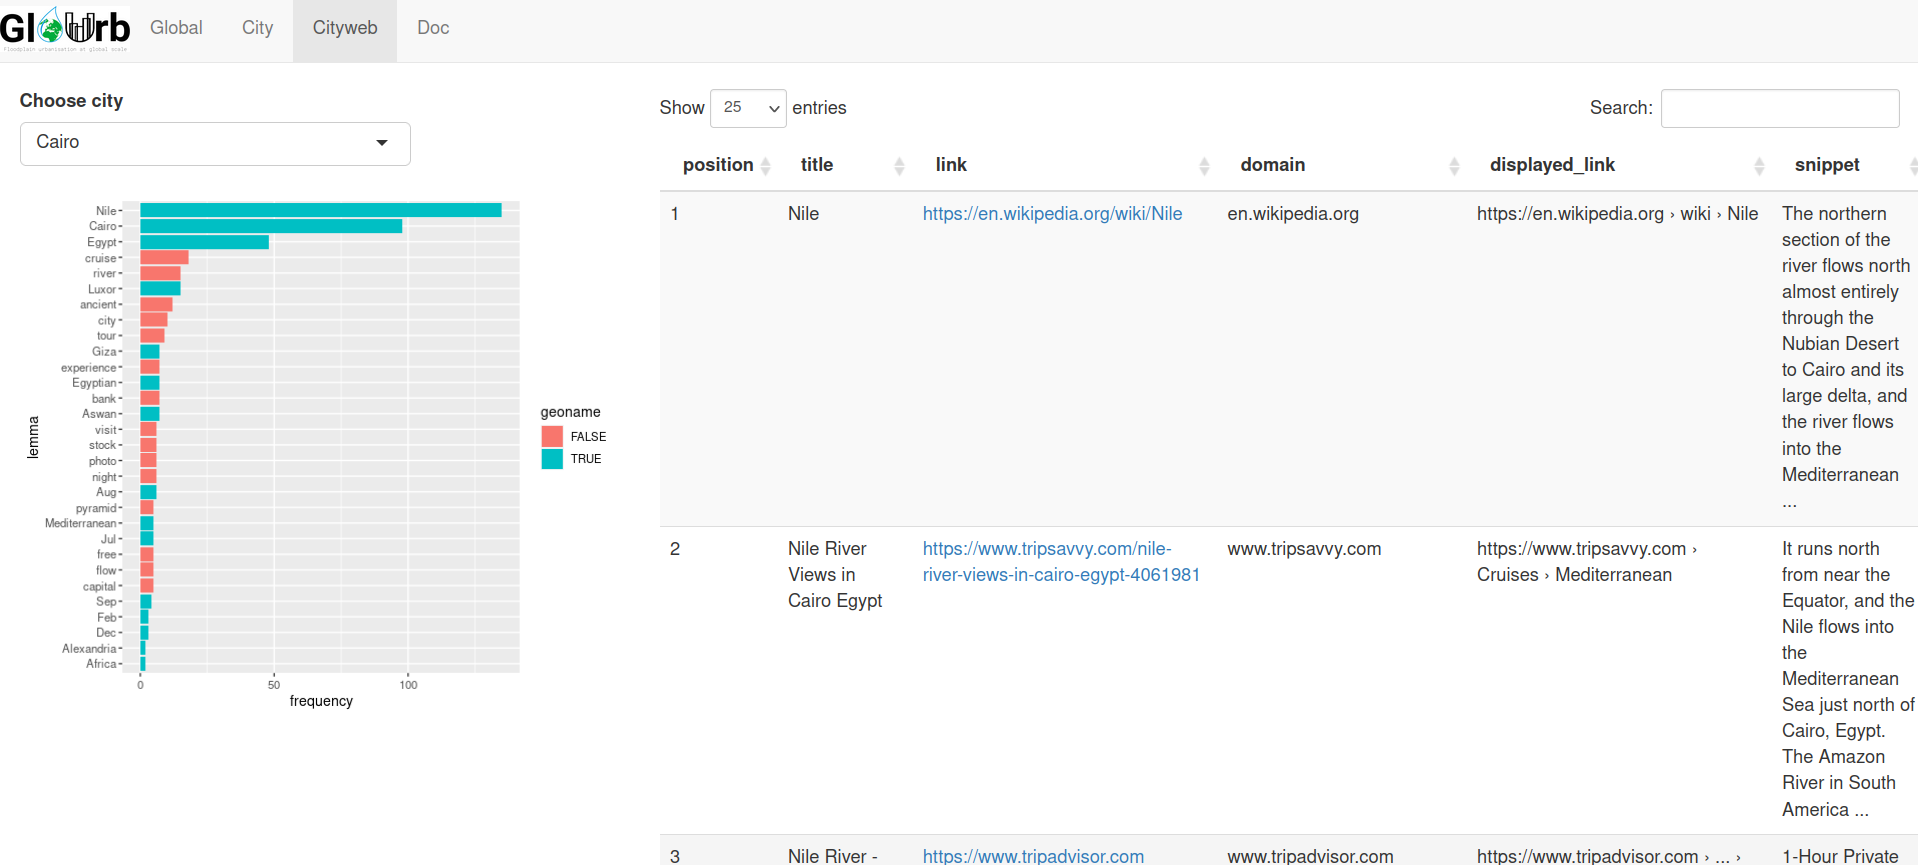 GlourbGlobal City Cityweb Doc
Floodplain urbanisation at global scale
Choose city
Cairo
Nile
Cairo
Egypt
cruise
river
Luxor
ancient
city
tour
Giza
experience
Egyptian
bank
Aswan
visit
stock
photo
night
Aug
pyramid
Mediterranean
Jul
free
flow
capital
Sep
Feb
Dec
Alexandria
Africa
lemma
0 50 100
frequency
geoname
FALSE
TRUE
Show 25 entries
Search:
position title link domain displayed_link snippet
1 Nile https://en.wikipedia.org/wiki/Nile en.wikipedia.org https://en.wikipedia.org › wiki › Nile The northern
section of the
river flows north
almost entirely
through the
Nubian Desert
to Cairo and its
large delta, and
the river flows
into the
Mediterranean
...
2 Nile River https://www.tripsavvy.com/nile- www.tripsavvy.com https://www.tripsavvy.com › It runs north
Views in river-views-in-cairo-egypt-4061981 Cruises › Mediterranean from near the
Cairo Egypt Equator, and the
Nile flows into
the
Mediterranean
Sea just north of
Cairo, Egypt.
The Amazon
River in South
America ...
3 Nile River - https://www.tripadvisor.com www.tripadvisor.com https://www.tripadvisor.com › ... › 1-Hour Private